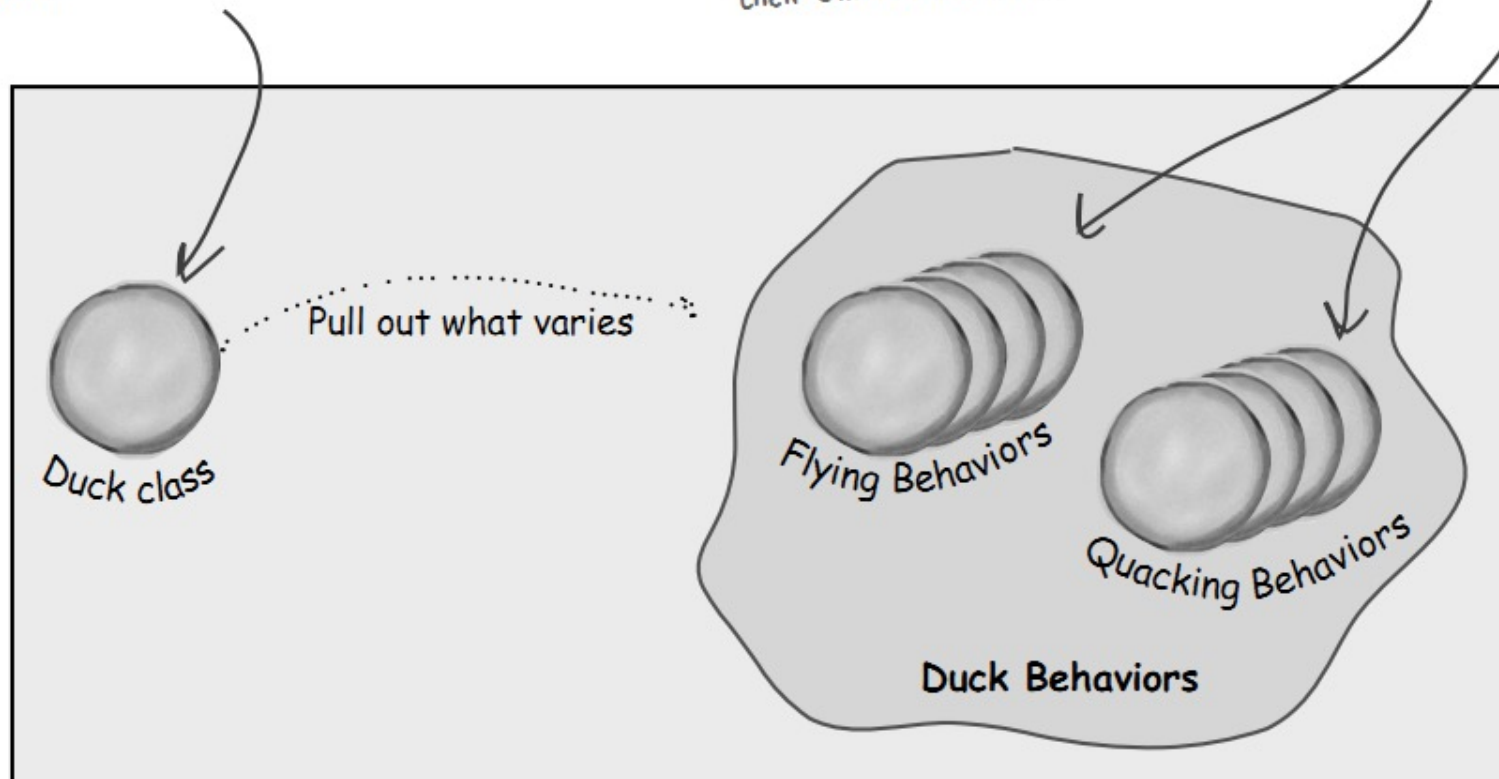 Pull out what varies
Duck class
Flying Behaviors
Quacking Behaviors
Duck Behaviors